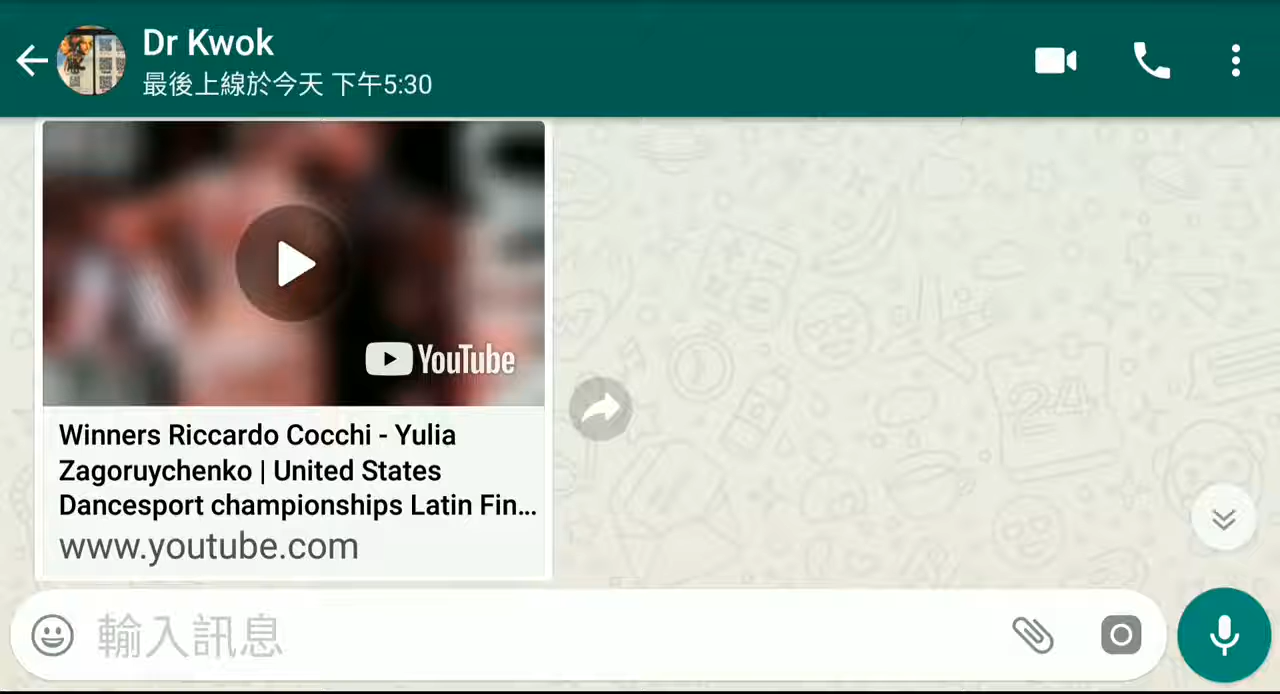 Dr Kwok
最後上線於今天 下午5:30
YouTube
Winners Riccardo Cocchi - Yulia
Zagoruychenko | United States
Dancesport championships Latin Fin...
www.youtube.com
輸入訊息